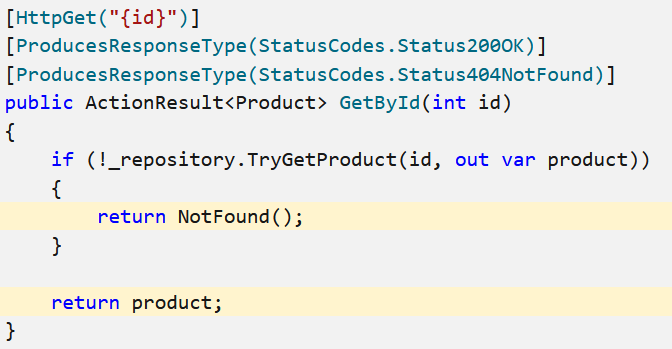 [HttpGet("{id}")]
[ProducesResponseType(StatusCodes.Status200OK)]
[ProducesResponseType(StatusCodes.Status404NotFound)]
public ActionResult<Product> GetById(int id)
{
    if (!_repository.TryGetProduct(id, out var product))
    {
        return NotFound();
    }

    return product;
}